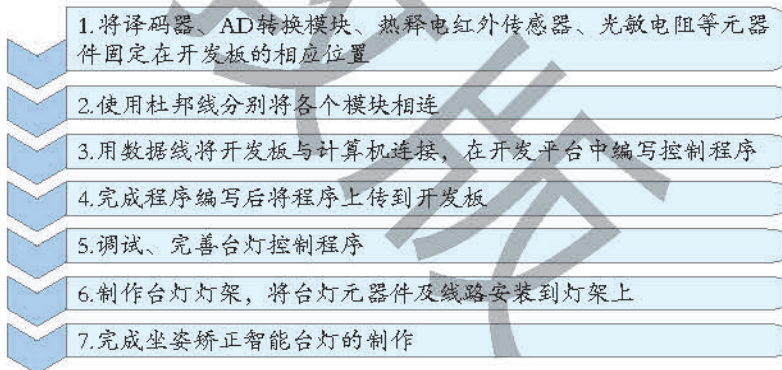 1.将译码器、AD转换模块、热释电红外传感器、光敏电阻等元器
件固定在开发板的相应位置
2.使用杜邦线分别将各个模块相连
3.用数据线将开发板与计算机连接，在开发平台中编写控制程序
4.完成程序编写后将程序上传到开发板
5.调试、完善台灯控制程序
6.制作台灯灯架，将台灯元器件及线路安装到灯架上
7.完成坐姿矫正智能台灯的制作